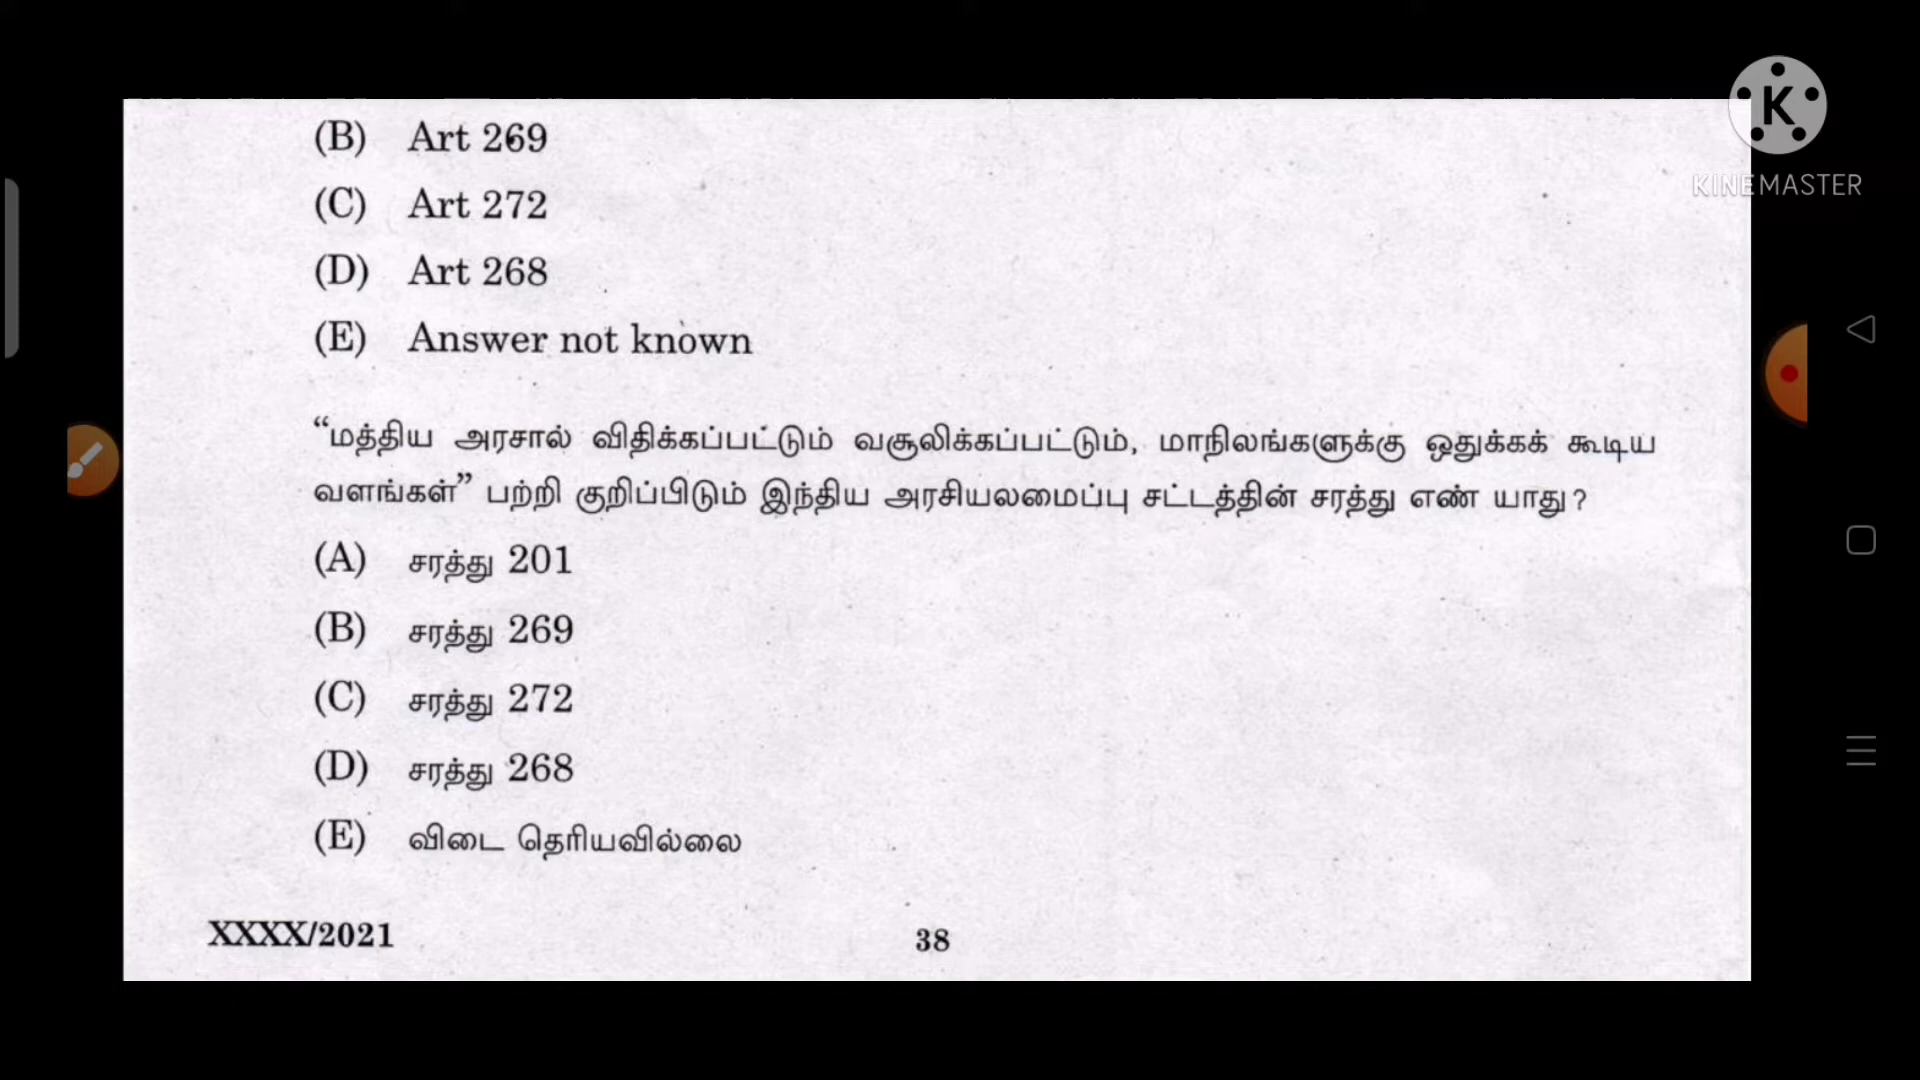 (B) Art 269
(C) Art 272
(D) Art 268
(E) Answer not known
“மத்திய அரசால் விதிக்கப்பட்டும் வசூலிக்கப்பட்டும், மாநிலங்களுக்கு ஒதுக்கக் கூடிய
வளங்கள்” பற்றி குறிப்பிடும் இந்திய அரசியலமைப்பு சட்டத்தின் சரத்து எண் யாது?
(A) சரத்து 201
(B) சரத்து 269
(C) சரத்து 272
(D) சரத்து 268
(E) விடை தெரியவில்லை
XXXX/2021 38
K
KINEMASTER